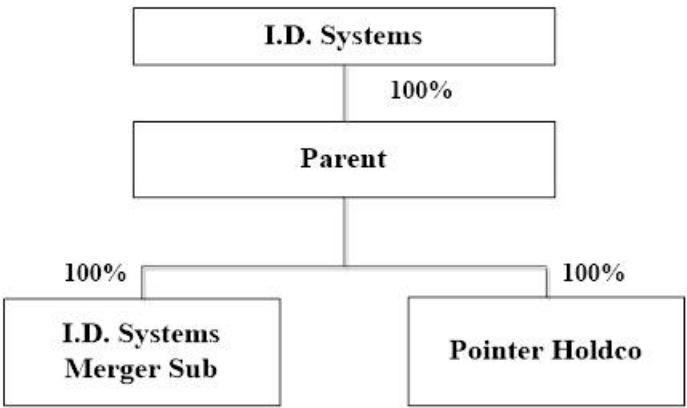 I.D. Systems
100%
Parent
100%
100%
I.D. Systems
Merger Sub
Pointer Holdco